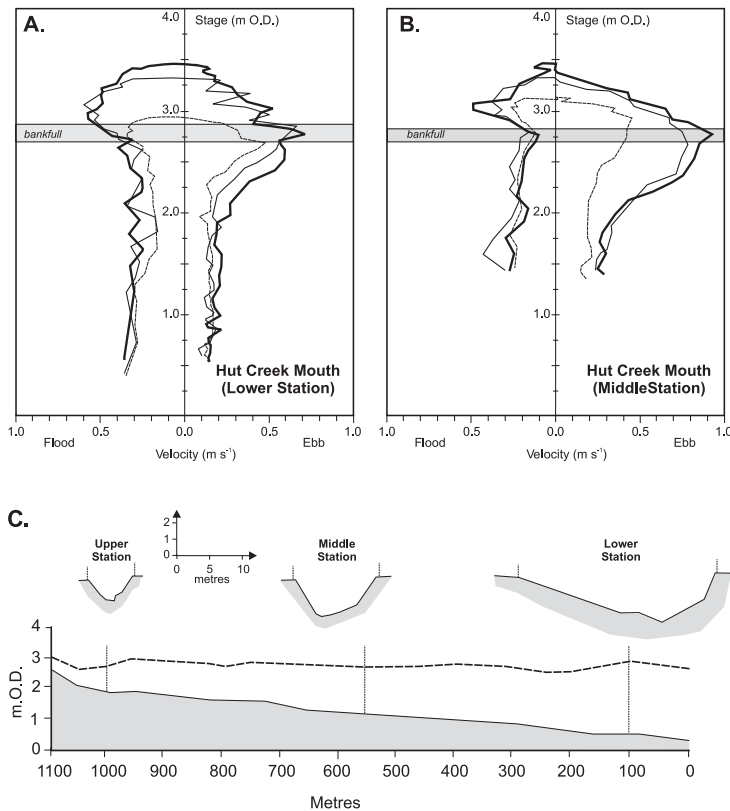 A.
4.0
Stage (m O.D.)
3.0
bankfull
2.0
1.0
Hut Creek Mouth
(Lower Station)
1.0
0.5
0.0
0.5
1.0
Flood
Ebb
Velocity (m s⁻¹)
B.
4.0
Stage (m O.D.)
3.0
bankfull
2.0
1.0
Hut Creek Mouth
(MiddleStation)
1.0
0.5
0.0
0.5
1.0
Flood
Ebb
Velocity (m s⁻¹)
C.
Upper
Station
2
1
0
0 5 10
metres
Middle
Station
Lower
Station
4
3
2
1
0
m.O.D.
1100 1000 900 800 700 600 500 400 300 200 100 0
Metres